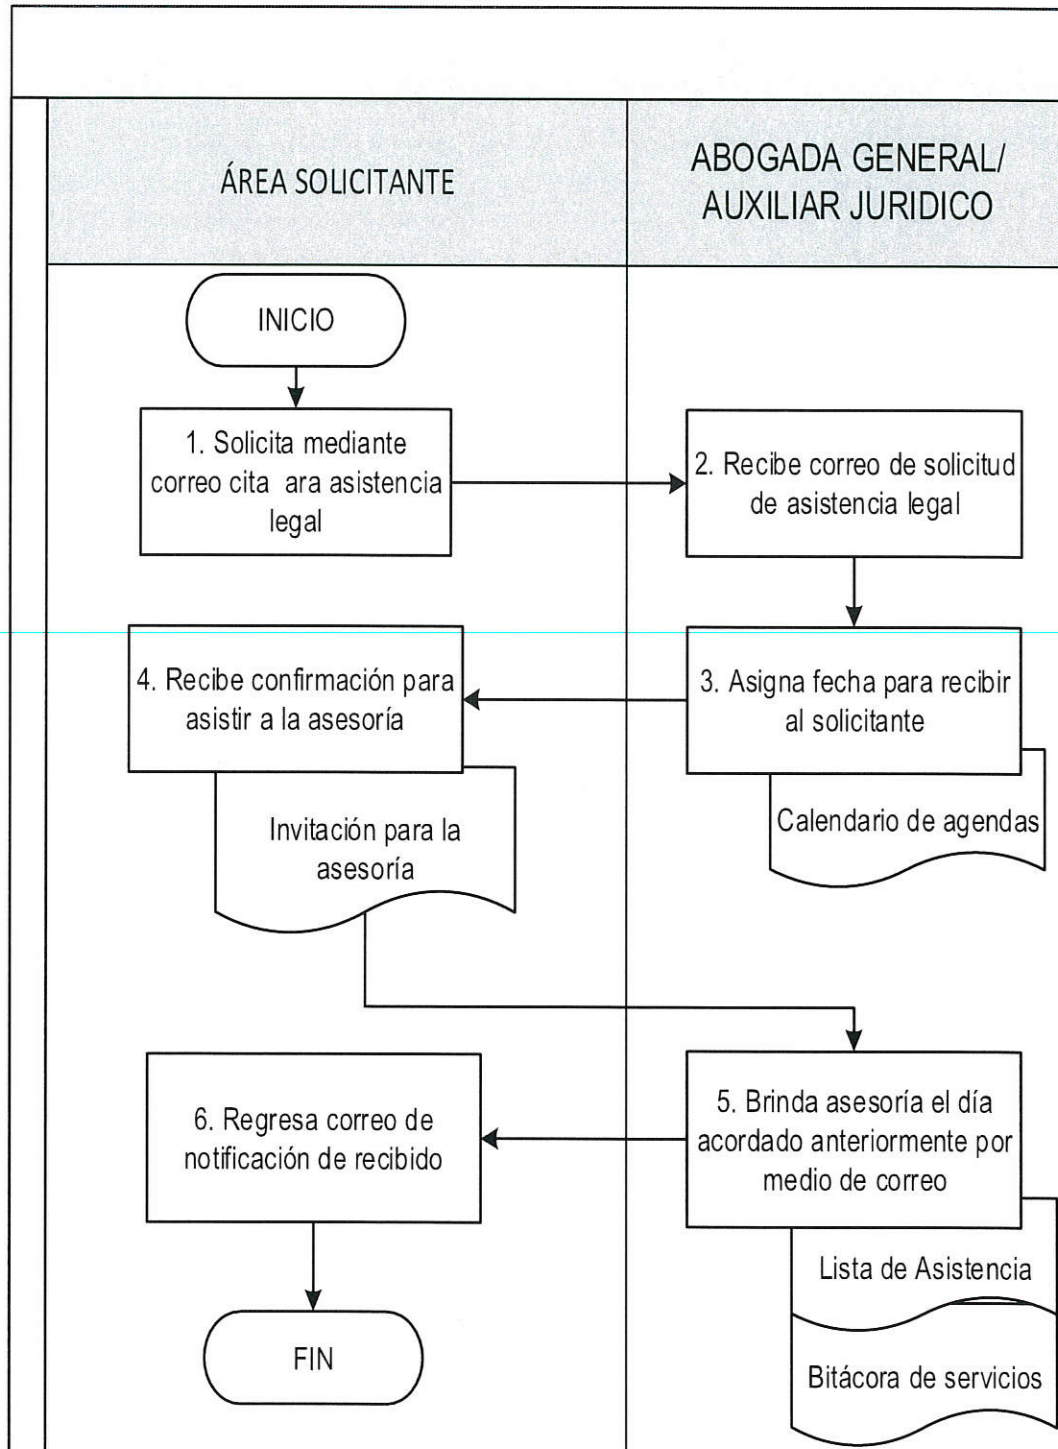 ÁREA SOLICITANTE
ABOGADA GENERAL/
AUXILIAR JURIDICO
INICIO
1. Solicita mediante
correo cita ara asistencia
legal
2. Recibe correo de solicitud
de asistencia legal
3. Asigna fecha para recibir
al solicitante
Calendario de agendas
4. Recibe confirmación para
asistir a la asesoría
Invitación para la
asesoría
5. Brinda asesoría el día
acordado anteriormente por
medio de correo
Lista de Asistencia
Bitácora de servicios
6. Regresa correo de
notificación de recibido
FIN